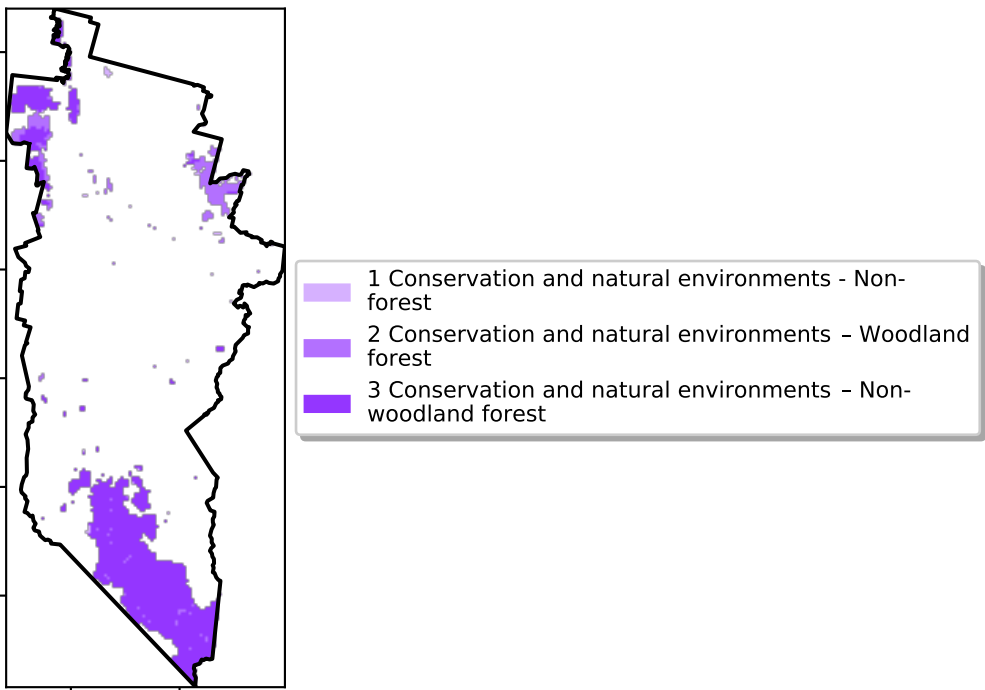 1 Conservation and natural environments - Non-
forest
2 Conservation and natural environments – Woodland
forest
3 Conservation and natural environments – Non-
woodland forest